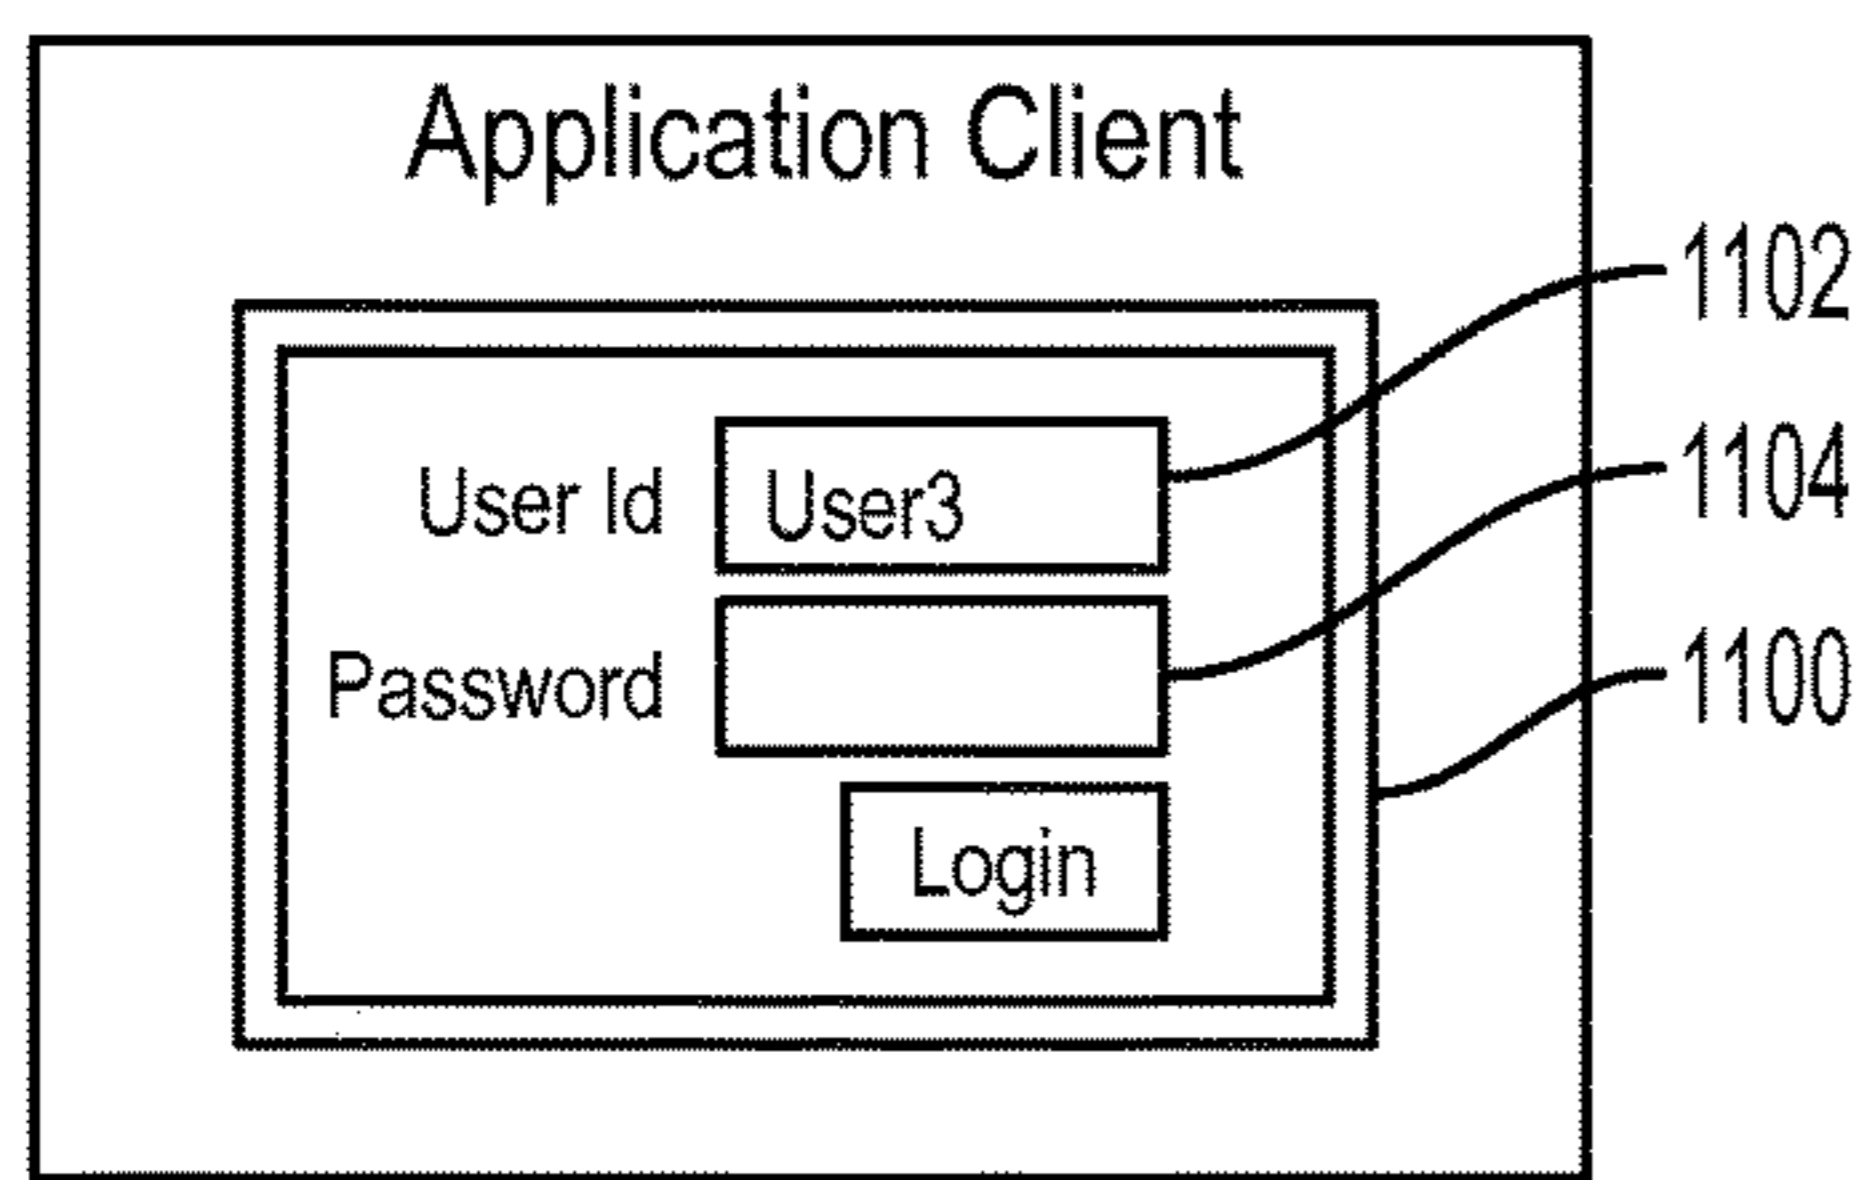 Application Client
1102
User Id User3
1104
Password
1100
Login